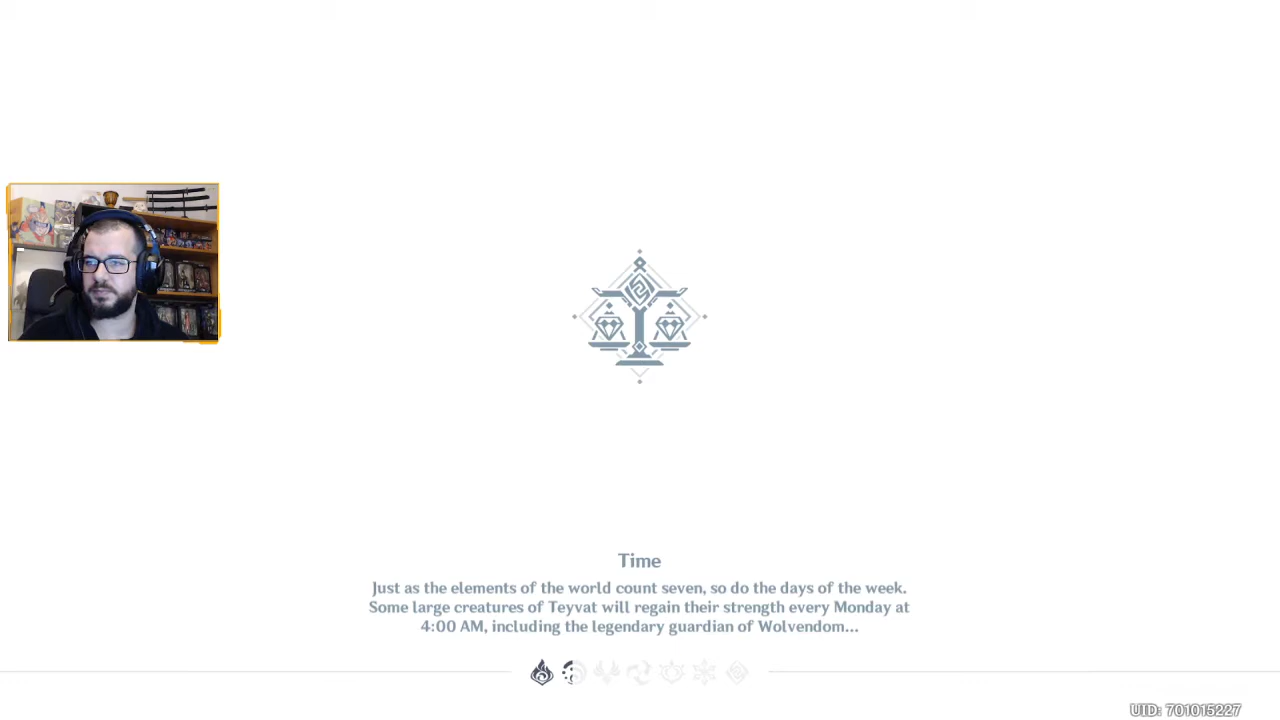 Time
Just as the elements of the world count seven, so do the days of the week.
Some large creatures of Teyvat will regain their strength every Monday at
4:00 AM, including the legendary guardian of Wolvendom...
UID: 701015227